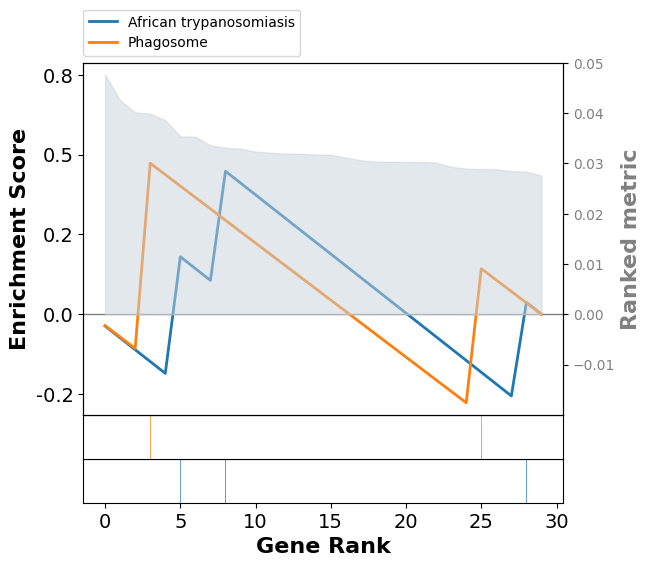 African trypanosomiasis
Phagosome
0.8
0.5
0.2
0.0
-0.2
Enrichment Score
0.05
0.04
0.03
0.02
0.01
0.00
−0.01
Ranked metric
0 5 10 15 20 25 30
Gene Rank